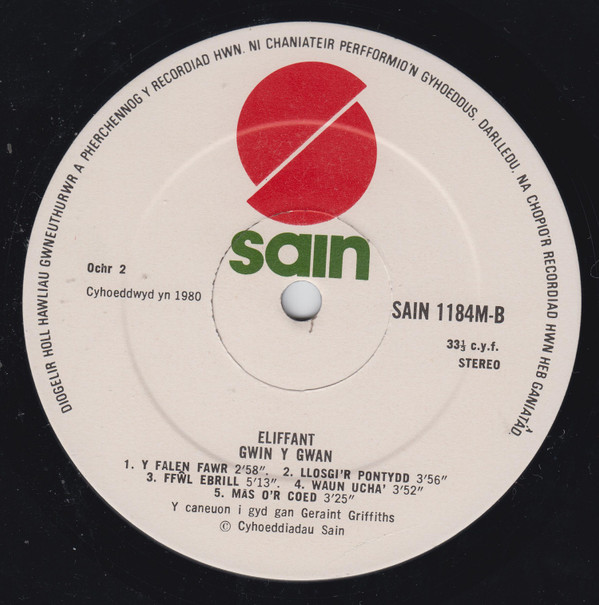 DIOGELIR HOLL HAWLIAU GWNEUTHURWR A PHERCHENNOG Y RECORDIAD HWN. NI CHANIATEIR PERFFORMIO'N GYHOEDDUS, DARLLEDU, NA CHOPIO'R RECORDIAD HWN HEB GANIATÂD.
sain
Ochr 2
Cyhoeddwyd yn 1980
SAIN 1184M-B
33⅓ c.y.f.
STEREO
ELIFFANT
GWIN Y GWAN
1. Y FALEN FAWR 2'58". 2. LLOSGI'R PONTYDD 3'56"
3. FFŴL EBRILL 5'13". 4. WAUN UCHA' 3'52"
5. MAS O'R COED 3'25"
Y caneuon i gyd gan Geraint Griffiths
© Cyhoeddiadau Sain